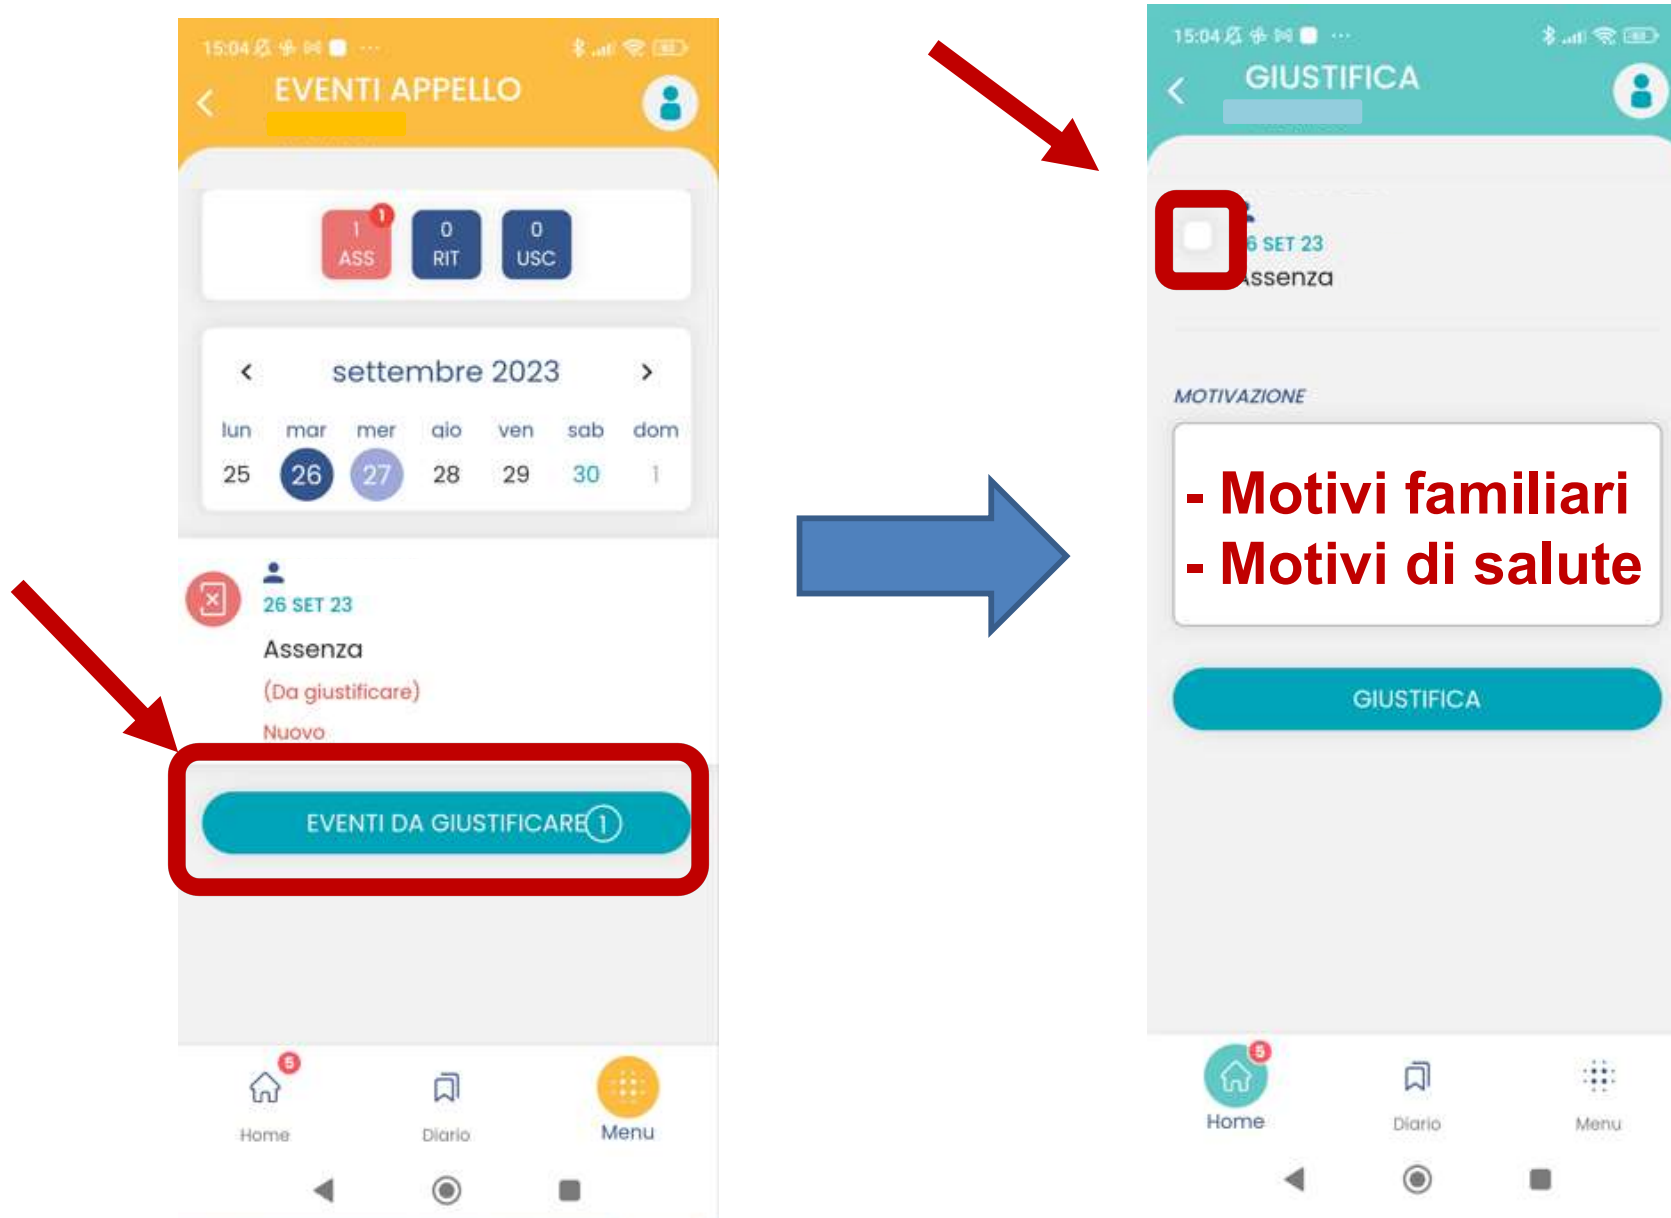 15:04
EVENTI APPELLO
1
1
ASS
0
RIT
0
USC
settembre 2023
lun mar mer gio ven sab dom
25 26 27 28 29 30 1
26 SET 23
Assenza
(Da giustificare)
Nuovo
EVENTI DA GIUSTIFICARE 1
5
Home Diario Menu
15:04
GIUSTIFICA
6 SET 23
Assenza
MOTIVAZIONE
- Motivi familiari
- Motivi di salute
GIUSTIFICA
5
Home Diario Menu